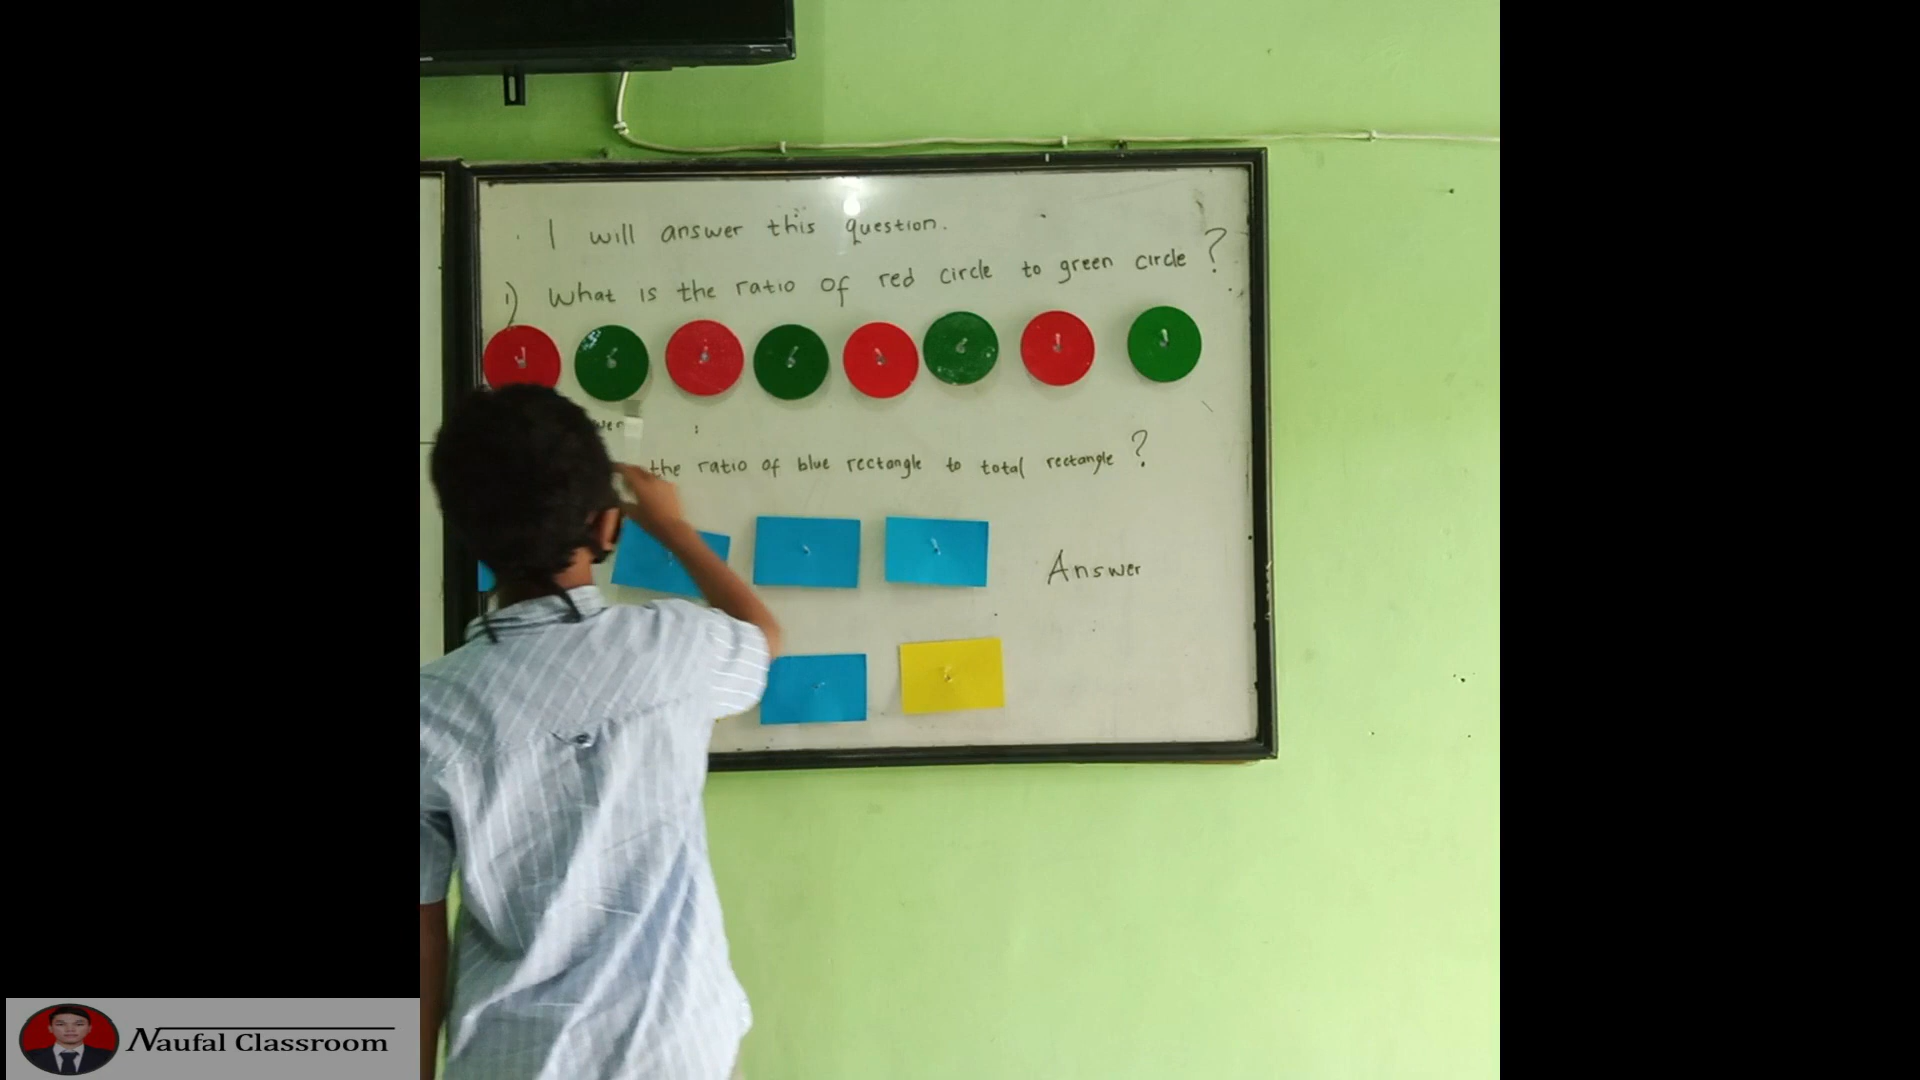 I will answer this question.
1) What is the ratio of red circle to green circle ?
the ratio of blue rectangle to total rectangle ?
Answer
Naufal Classroom